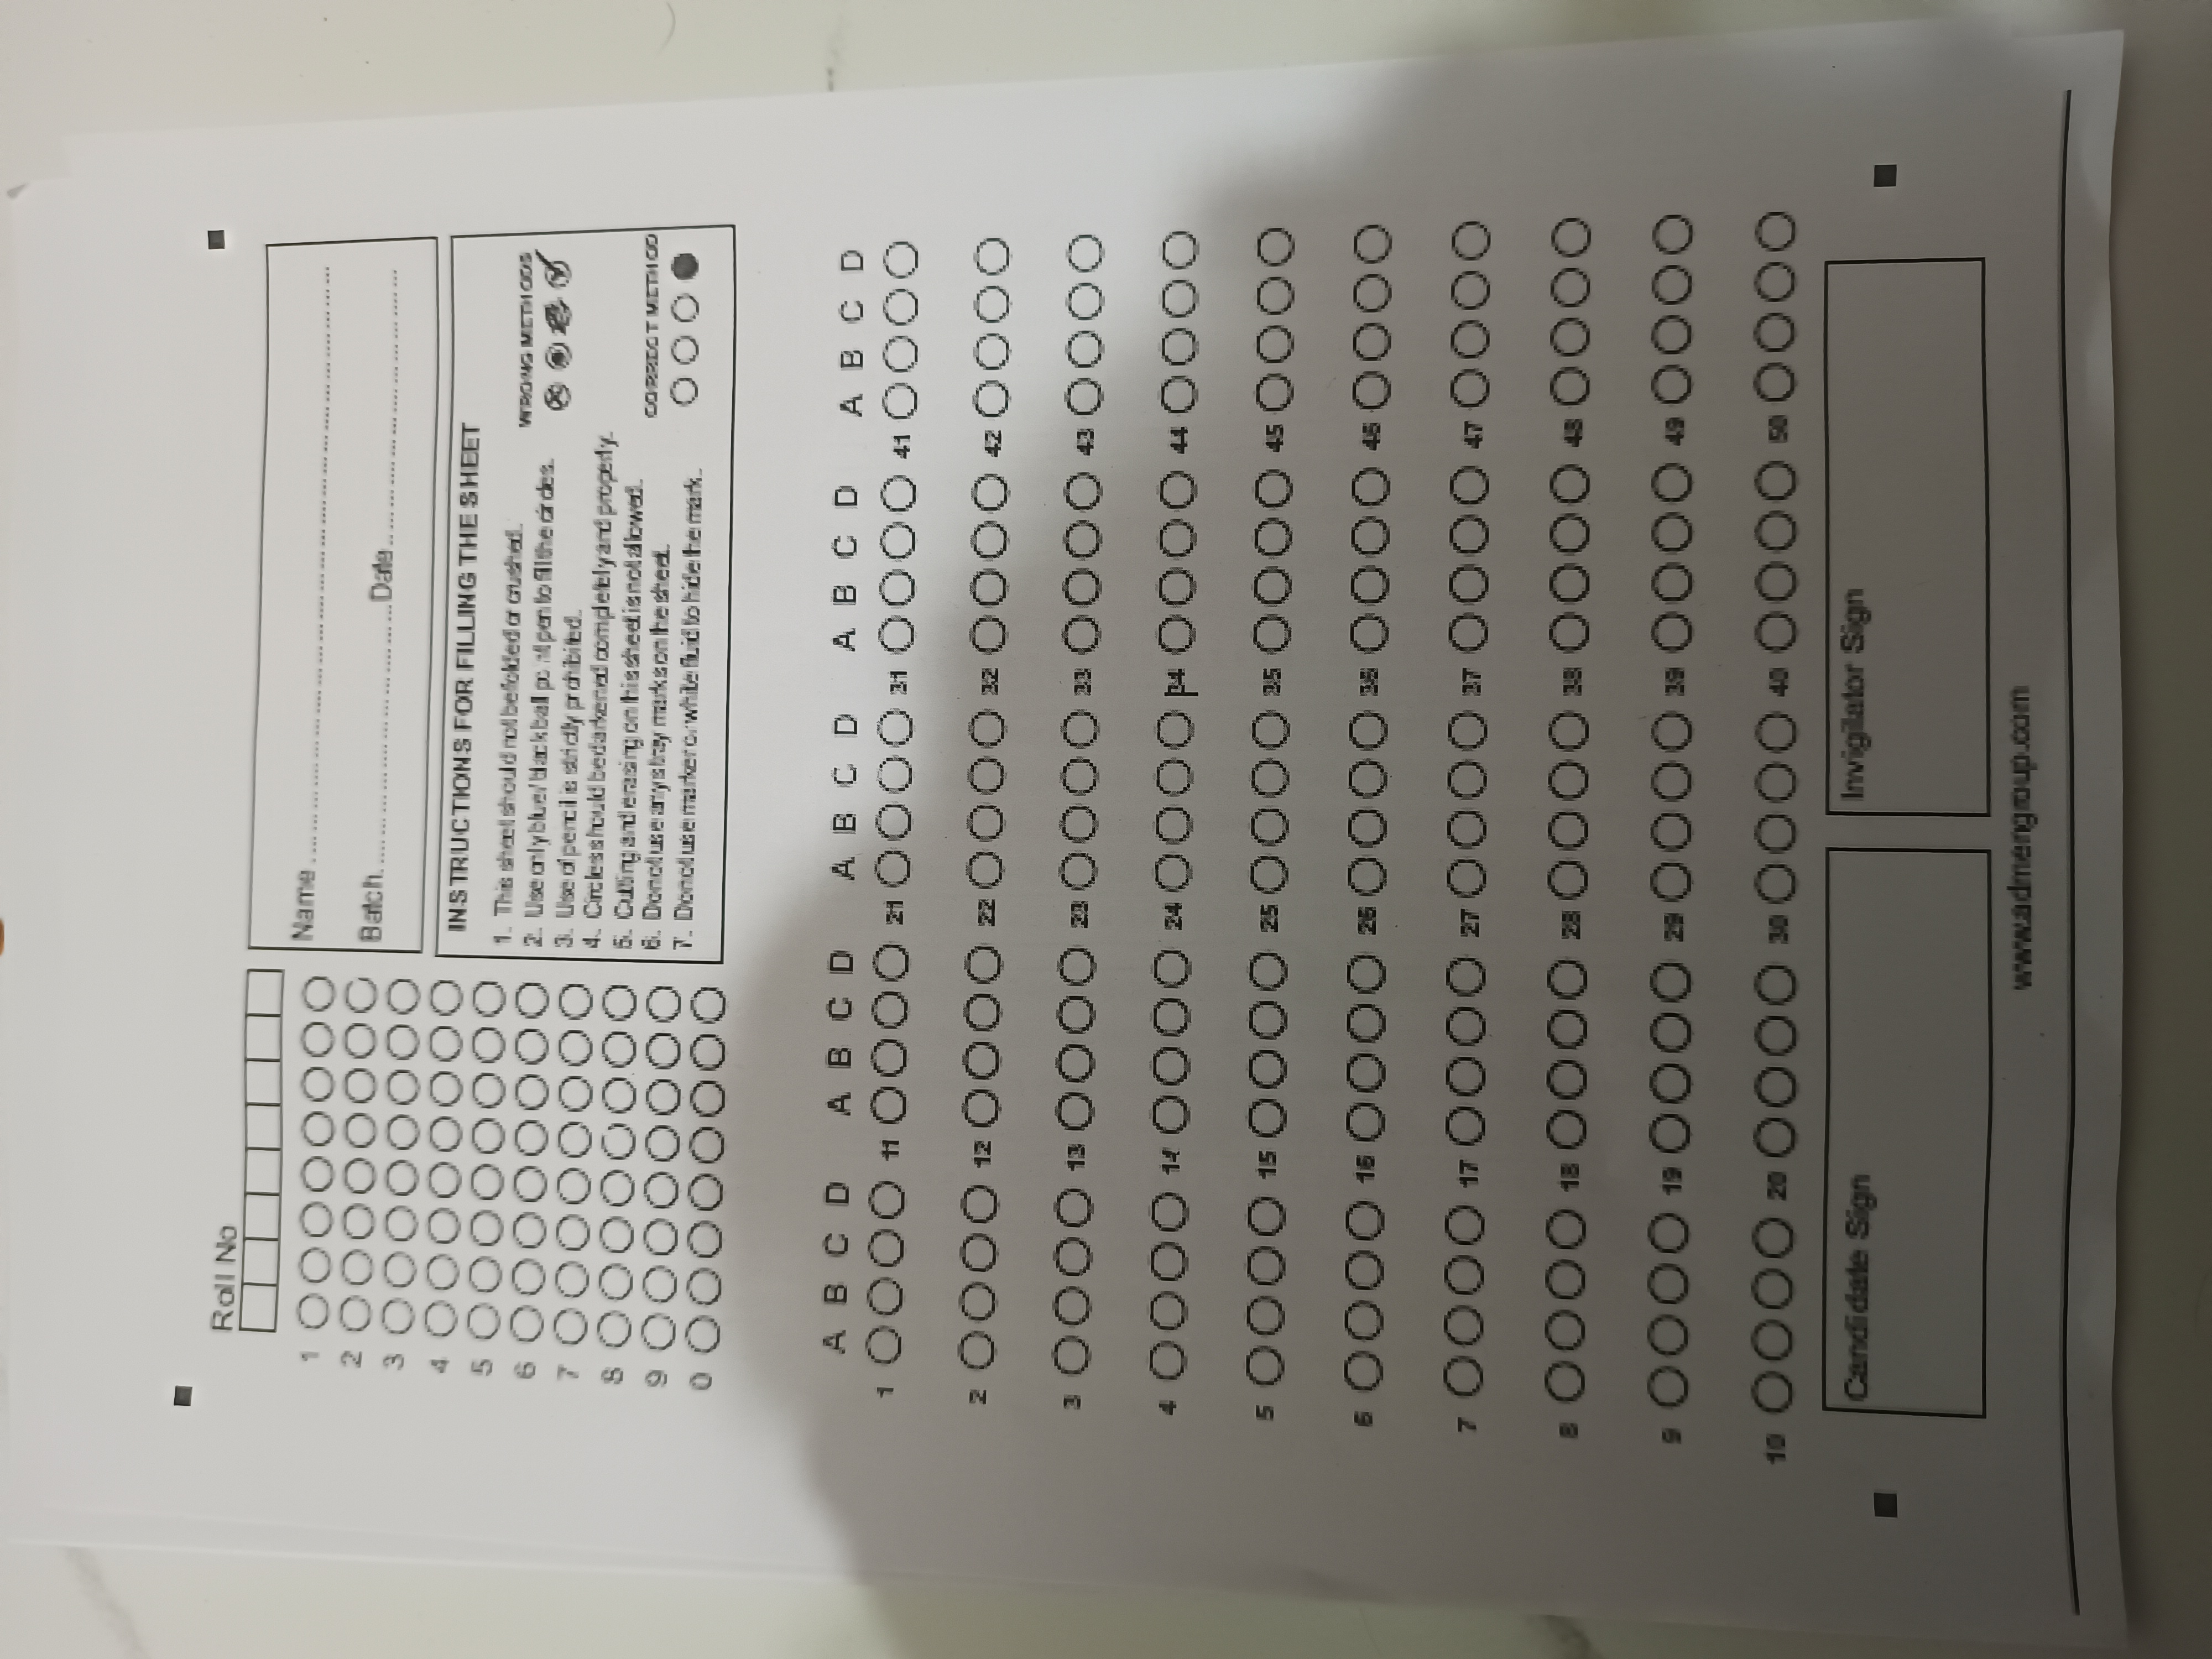 Roll No
Name
Batch Date
1
2
3
4
5
6
7
8
9
0
INSTRUCTIONS FOR FILLING THE SHEET
1. This sheet should not be folded or crushed.
2. Use only blue/ black ball point pen to fill the circles.
3. Use of pencil is strictly prohibited.
4. Circles should be darkened completely and properly.
5. Cutting and erasing on this sheet is not allowed.
6. Do not use any stray marks on the sheet.
7. Do not use marker or white fluid to hide the mark.
WRONG METHODS
CORRECT METHOD
A B C D A B C D A B C D A B C D A B C D
1 11 21 31 41
2 12 22 32 42
3 13 23 33 43
4 14 24 34 44
5 15 25 35 45
6 16 26 36 46
7 17 27 37 47
8 18 28 38 48
9 19 29 39 49
10 20 30 40 50
Candidate Sign Invigilator Sign
www.admengroup.com